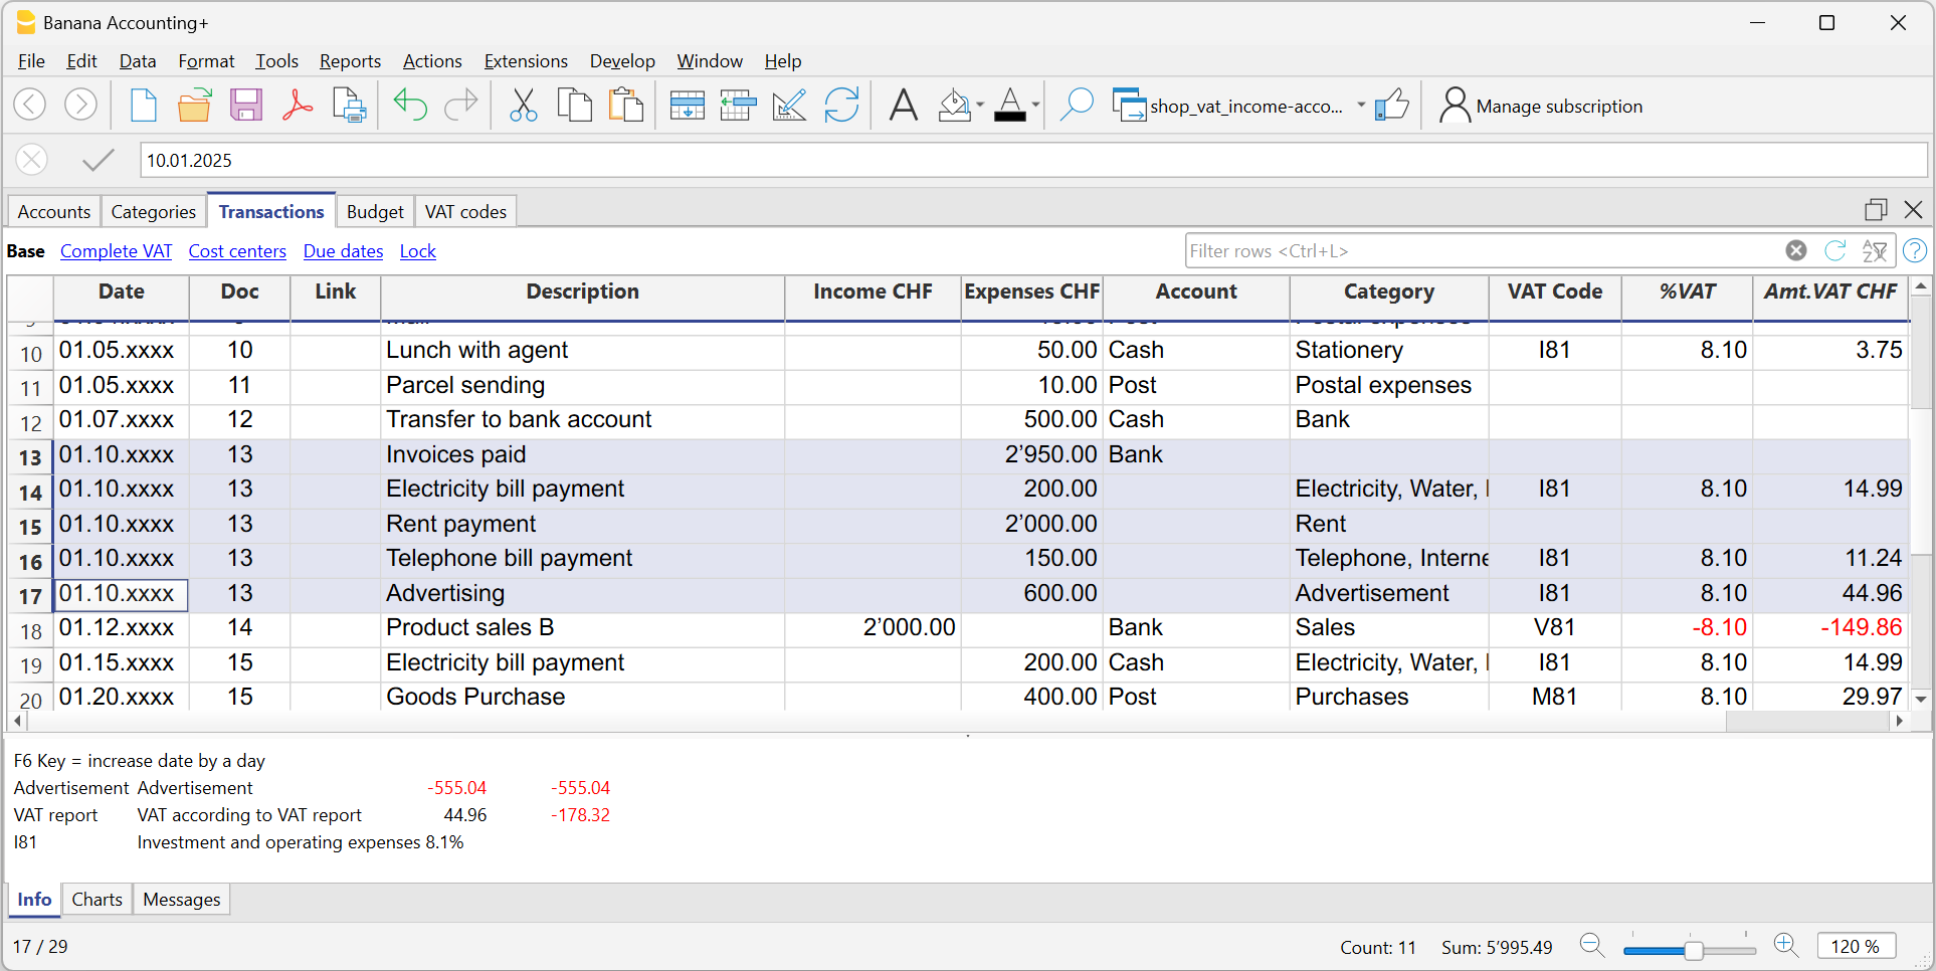 Banana Accounting+
File Edit Data Format Tools Reports Actions Extensions Develop Window Help
shop_vat_income-acco... Manage subscription
10.01.2025
Accounts Categories Transactions Budget VAT codes
Base Complete VAT Cost centers Due dates Lock Filter rows <Ctrl+L>
Date Doc Link Description Income CHF Expenses CHF Account Category VAT Code %VAT Amt.VAT CHF
10 01.05.xxxx 10 Lunch with agent 50.00 Cash Stationery I81 8.10 3.75
11 01.05.xxxx 11 Parcel sending 10.00 Post Postal expenses
12 01.07.xxxx 12 Transfer to bank account 500.00 Cash Bank
13 01.10.xxxx 13 Invoices paid 2’950.00 Bank
14 01.10.xxxx 13 Electricity bill payment 200.00 Electricity, Water, I81 8.10 14.99
15 01.10.xxxx 13 Rent payment 2’000.00 Rent
16 01.10.xxxx 13 Telephone bill payment 150.00 Telephone, Interne I81 8.10 11.24
17 01.10.xxxx 13 Advertising 600.00 Advertisement I81 8.10 44.96
18 01.12.xxxx 14 Product sales B 2’000.00 Bank Sales V81 -8.10 -149.86
19 01.15.xxxx 15 Electricity bill payment 200.00 Cash Electricity, Water, I81 8.10 14.99
20 01.20.xxxx 15 Goods Purchase 400.00 Post Purchases M81 8.10 29.97
F6 Key = increase date by a day
Advertisement Advertisement -555.04 -555.04
VAT report VAT according to VAT report 44.96 -178.32
I81 Investment and operating expenses 8.1%
Info Charts Messages
17 / 29 Count: 11 Sum: 5’995.49 120 %